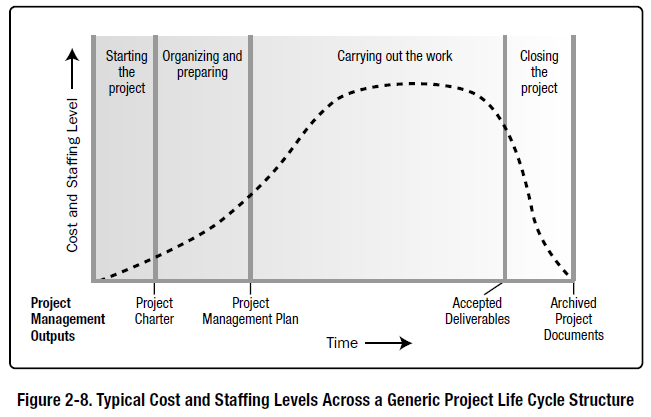 Starting
the
project
Organizing and
preparing
Carrying out the work
Closing
the
project
Cost and Staffing Level
Project
Management
Outputs
Project
Charter
Project
Management Plan
Accepted
Deliverables
Archived
Project
Documents
Time
Figure 2-8. Typical Cost and Staffing Levels Across a Generic Project Life Cycle Structure